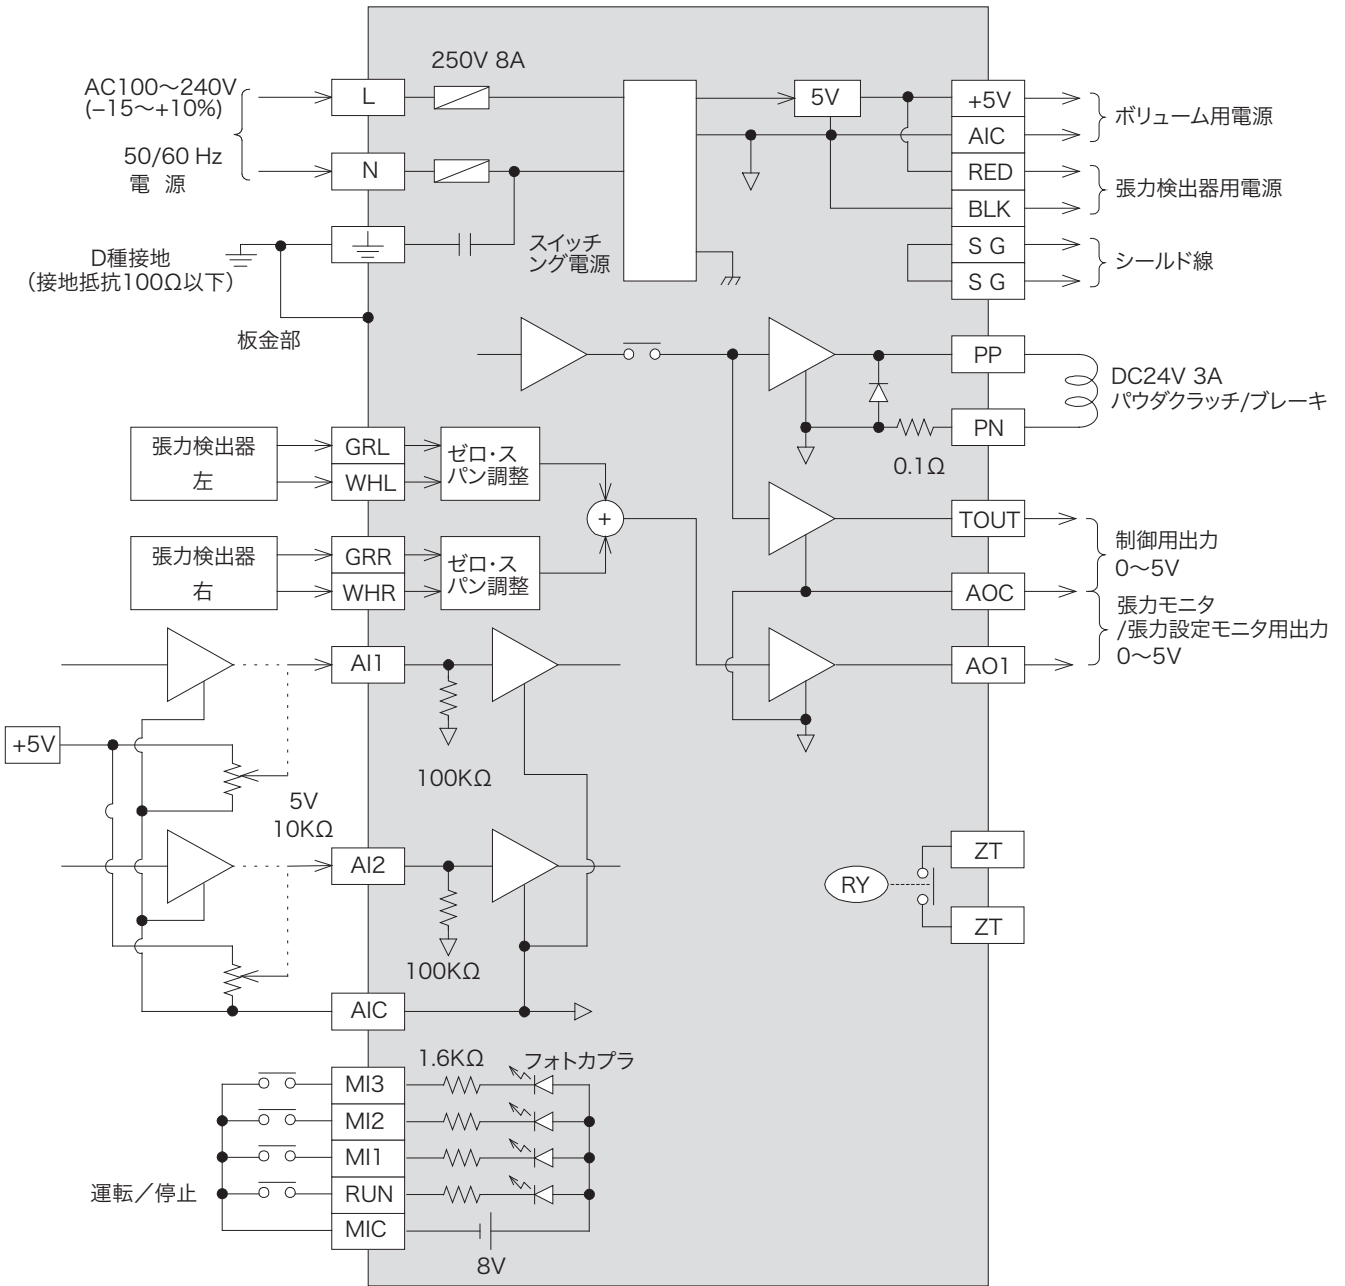 250V 8A
AC100～240V
(−15～+10%)
50/60 Hz
電 源
L
N
D種接地
（接地抵抗100Ω以下）
板金部
スイッチ
ング電源
5V
+5V
AIC
RED
BLK
S G
S G
ボリューム用電源
張力検出器用電源
シールド線
PP
PN
0.1Ω
DC24V 3A
パウダクラッチ/ブレーキ
張力検出器
左
GRL
WHL
ゼロ・ス
パン調整
張力検出器
右
GRR
WHR
ゼロ・ス
パン調整
+
TOUT
AOC
AO1
制御用出力
0～5V
張力モニタ
/張力設定モニタ用出力
0～5V
AI1
100KΩ
+5V
5V
10KΩ
AI2
100KΩ
AIC
RY
ZT
ZT
1.6KΩ
フォトカプラ
MI3
MI2
MI1
運転／停止
RUN
MIC
8V